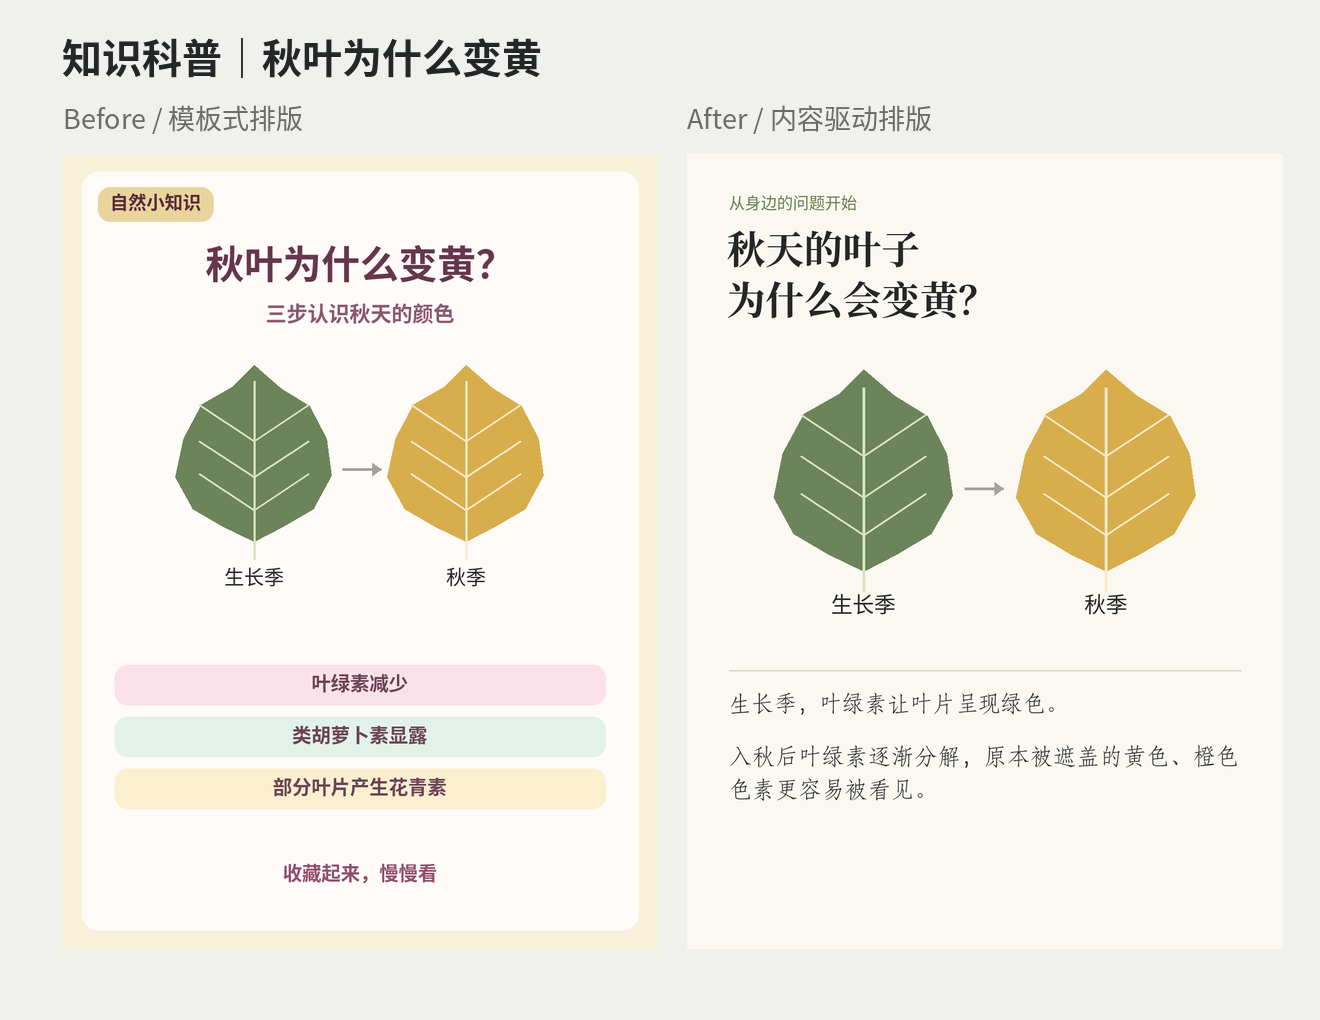 知识科普｜秋叶为什么变黄
Before / 模板式排版
自然小知识
秋叶为什么变黄？
三步认识秋天的颜色
生长季
秋季
叶绿素减少
类胡萝卜素显露
部分叶片产生花青素
收藏起来，慢慢看
After / 内容驱动排版
从身边的问题开始
秋天的叶子
为什么会变黄？
生长季
秋季
生长季，叶绿素让叶片呈现绿色。
入秋后叶绿素逐渐分解，原本被遮盖的黄色、橙色
色素更容易被看见。